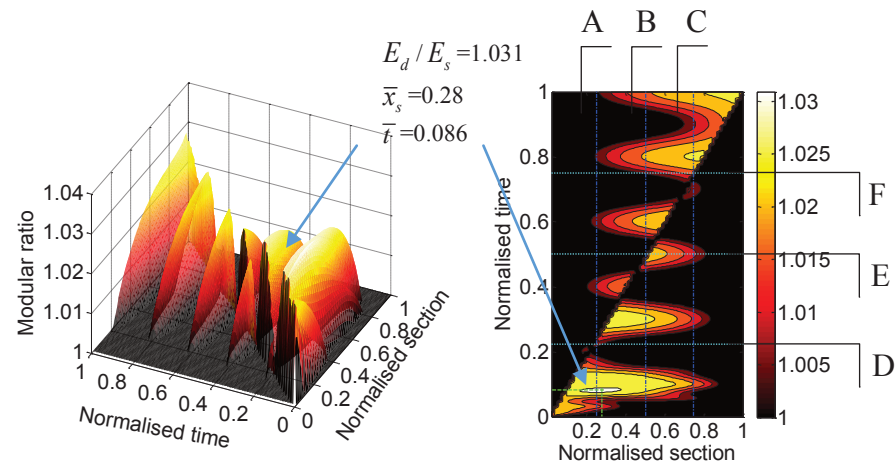 A B C
E_d / E_s =1.031
x̄_s =0.28
t̄ =0.086
1.04
1.03
1.02
1.01
1
Modular ratio
1
0.8
0.6
0.4
0.2
0
Normalised time
0
0.2
0.4
0.6
0.8
1
Normalised section
1
0.8
0.6
0.4
0.2
0
Normalised time
0.2 0.4 0.6 0.8 1
Normalised section
1.03
1.025
1.02
1.015
1.01
1.005
1
F
E
D